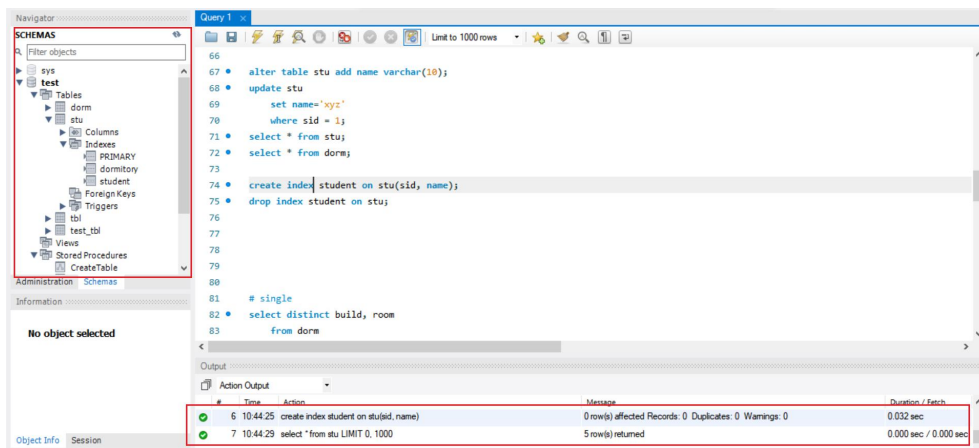 Navigator
SCHEMAS
Filter objects
sys
test
Tables
dorm
stu
Columns
Indexes
PRIMARY
dormitory
student
Foreign Keys
Triggers
tbl
test_tbl
Views
Stored Procedures
CreateTable
Administration Schemas
Information
No object selected
Object Info Session
Query 1
Limit to 1000 rows
66
67 alter table stu add name varchar(10);
68 update stu
69 set name='xyz'
70 where sid = 1;
71 select * from stu;
72 select * from dorm;
73
74 create index student on stu(sid, name);
75 drop index student on stu;
76
77
78
79
80
81 # single
82 select distinct build, room
83 from dorm
Output
Action Output
# Time Action Message Duration / Fetch
6 10:44:25 create index student on stu(sid, name) 0 row(s) affected Records: 0 Duplicates: 0 Warnings: 0 0.032 sec
7 10:44:29 select * from stu LIMIT 0, 1000 5 row(s) returned 0.000 sec / 0.000 sec